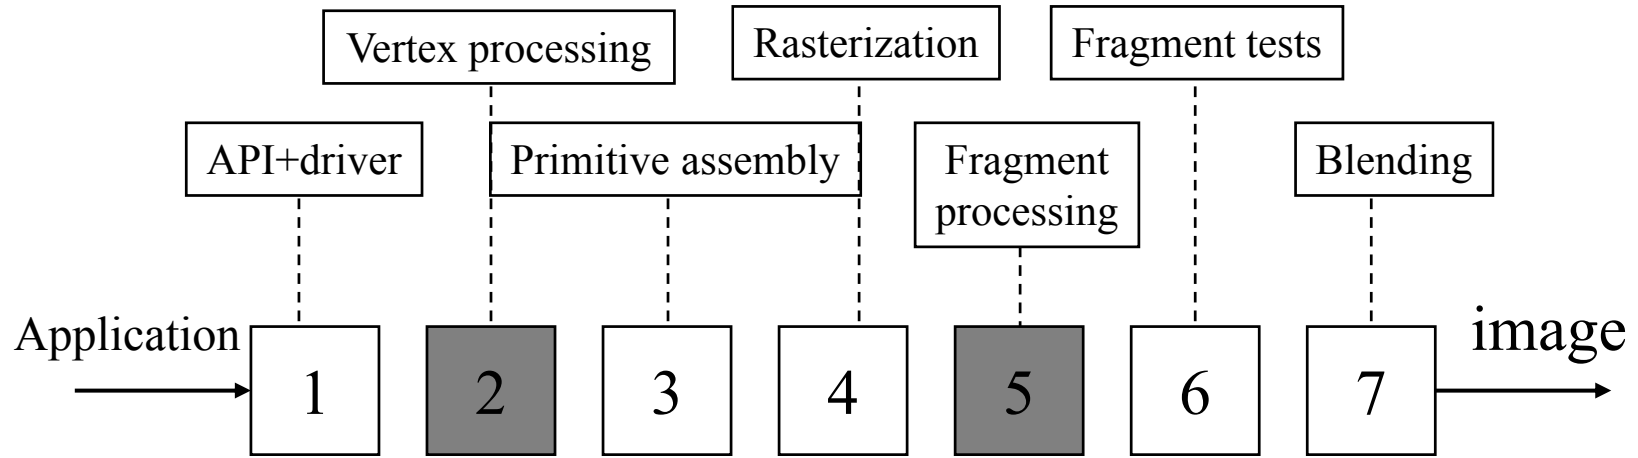 Vertex processing
Rasterization
Fragment tests
API+driver
Primitive assembly
Fragment
processing
Blending
Application
image
1
2
3
4
5
6
7